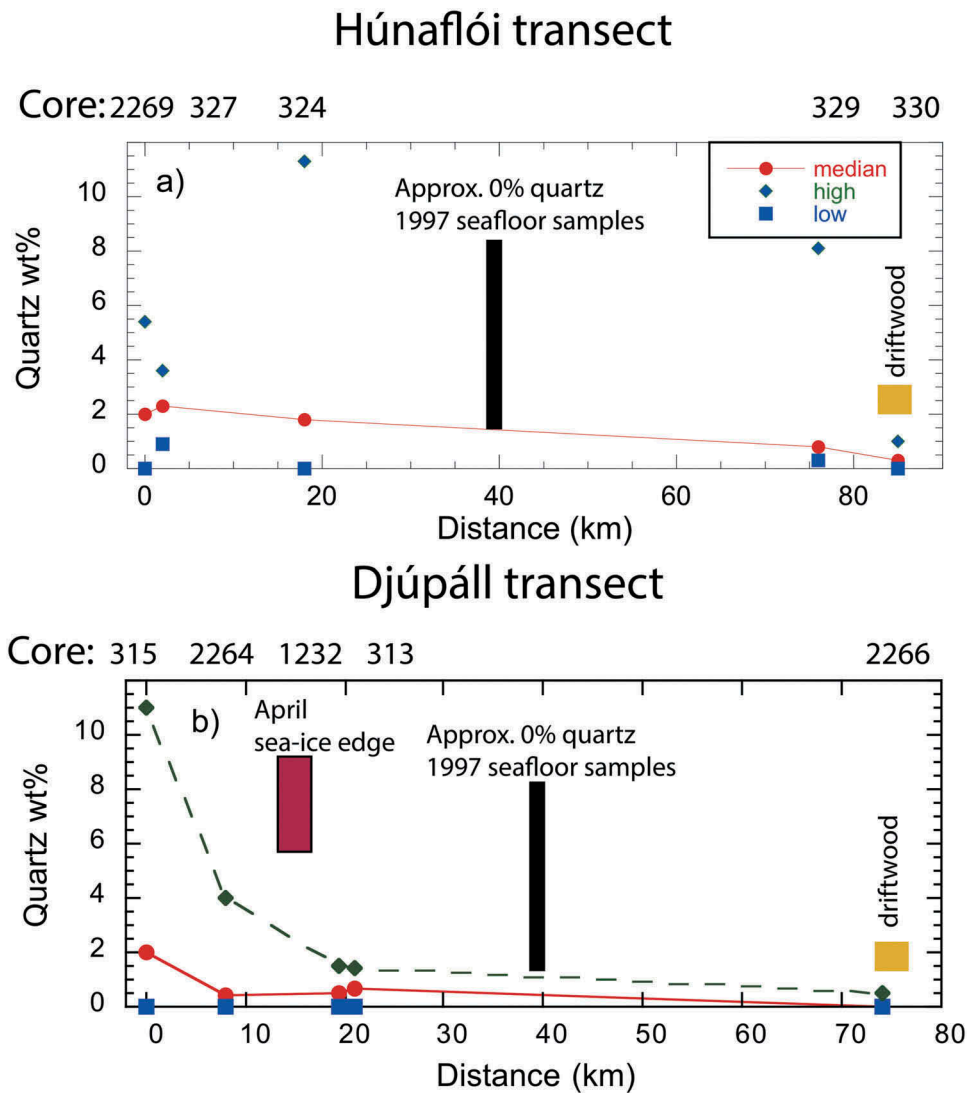 Húnaflói transect
Core: 2269 327 324 329 330
a)
median
high
low
Approx. 0% quartz
1997 seafloor samples
driftwood
Quartz wt%
10
8
6
4
2
0
0 20 40 60 80
Distance (km)
Djúpáll transect
Core: 315 2264 1232 313 2266
b)
April
sea-ice edge
Approx. 0% quartz
1997 seafloor samples
driftwood
Quartz wt%
10
8
6
4
2
0
0 10 20 30 40 50 60 70 80
Distance (km)